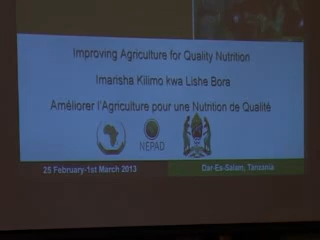 Improving Agriculture for Quality Nutrition
Imarisha Kilimo kwa Lishe Bora
Améliorer l'Agriculture pour une Nutrition de Qualité
NEPAD
25 February-1st March 2013
Dar-Es-Salam, Tanzania